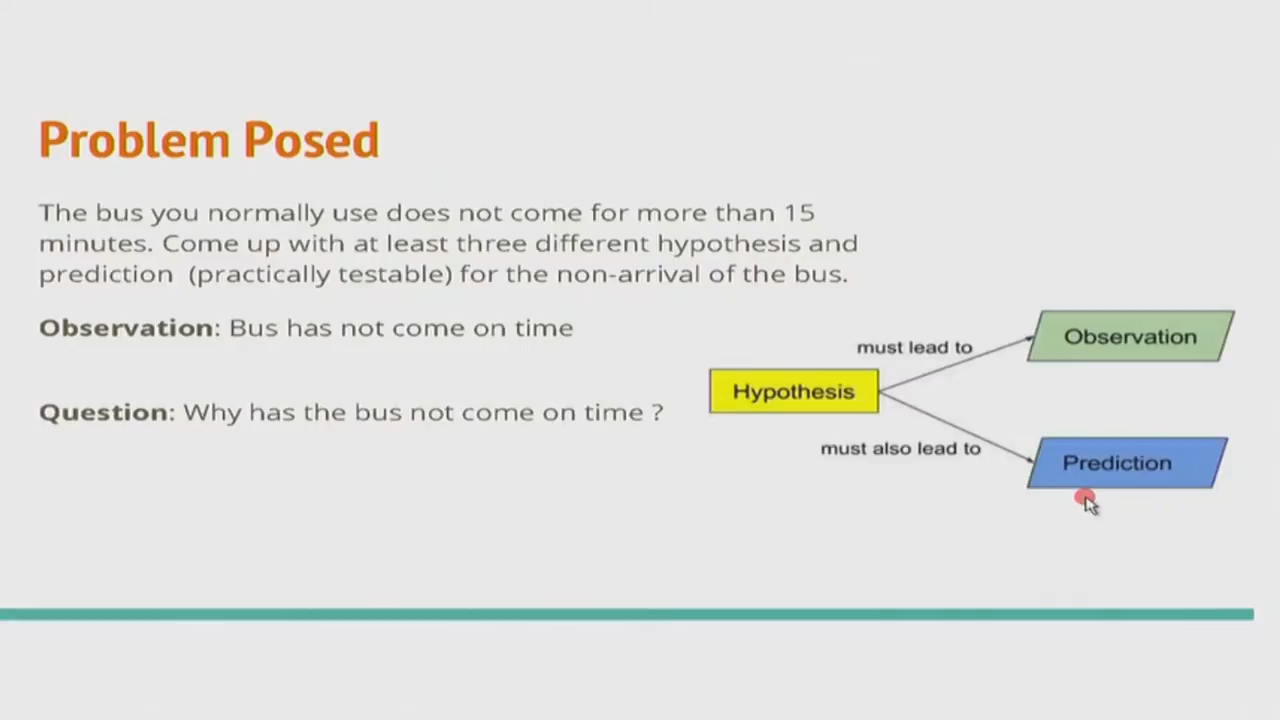 Problem Posed
The bus you normally use does not come for more than 15
minutes. Come up with at least three different hypothesis and
prediction (practically testable) for the non-arrival of the bus.
Observation: Bus has not come on time
Question: Why has the bus not come on time ?
must lead to
Observation
Hypothesis
must also lead to
Prediction